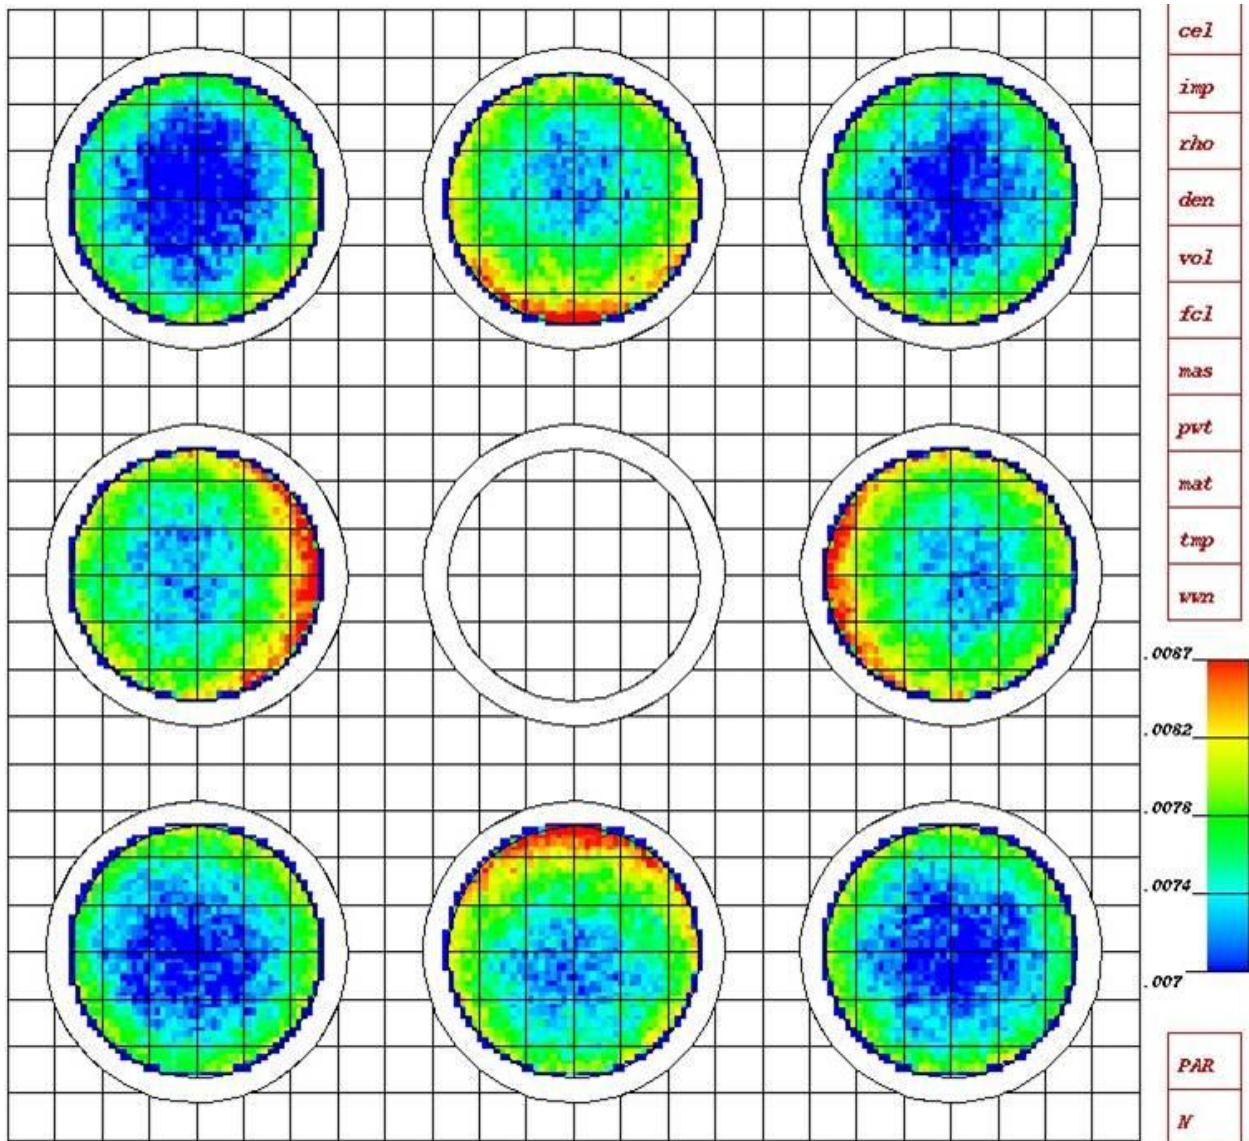 cel
imp
rho
den
vol
fcl
mas
pwt
mat
tmp
wwn
.0087
.0082
.0078
.0074
.007
PAR
N